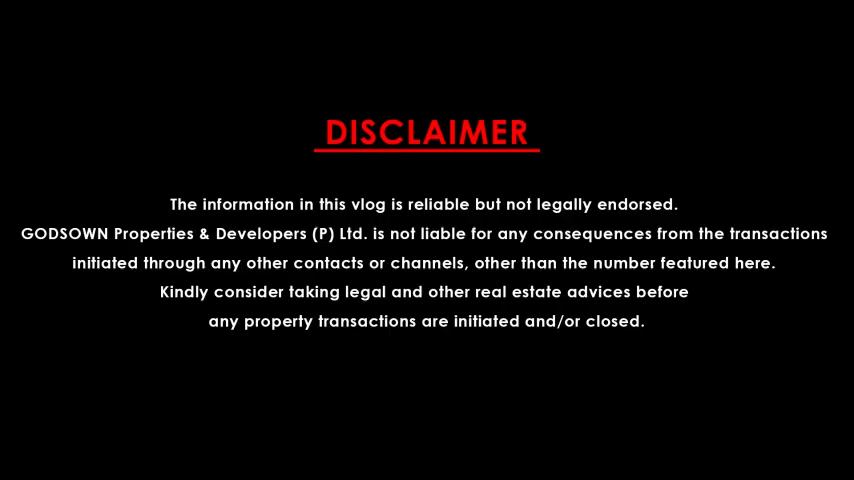 DISCLAIMER
The information in this vlog is reliable but not legally endorsed.
GODSOWN Properties & Developers (P) Ltd. is not liable for any consequences from the transactions
initiated through any other contacts or channels, other than the number featured here.
Kindly consider taking legal and other real estate advices before
any property transactions are initiated and/or closed.